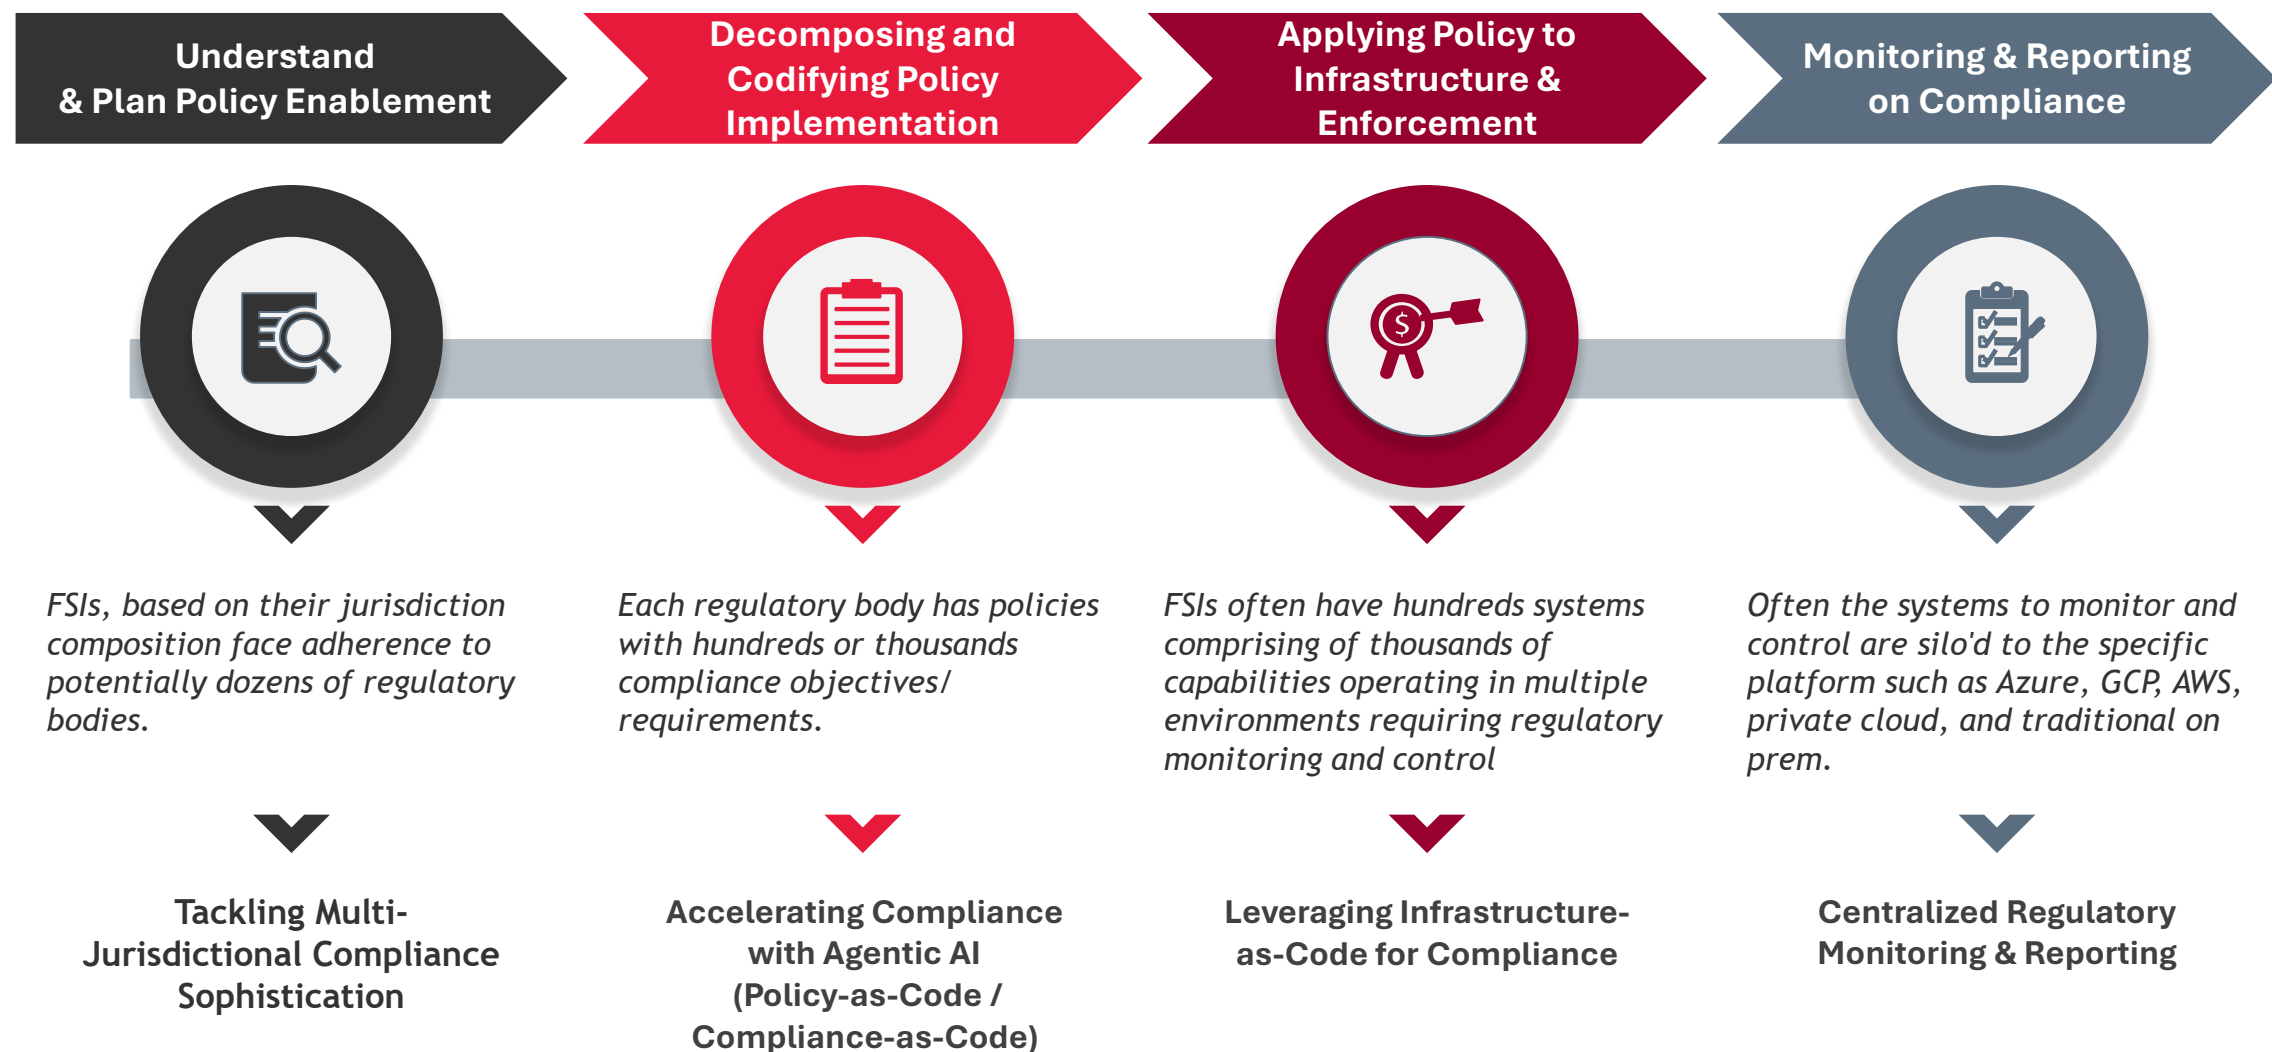 Understand
& Plan Policy Enablement
Decomposing and
Codifying Policy
Implementation
Applying Policy to
Infrastructure &
Enforcement
Monitoring & Reporting
on Compliance
$
FSIs, based on their jurisdiction
composition face adherence to
potentially dozens of regulatory
bodies.
Each regulatory body has policies
with hundreds or thousands
compliance objectives/
requirements.
FSIs often have hundreds systems
comprising of thousands of
capabilities operating in multiple
environments requiring regulatory
monitoring and control
Often the systems to monitor and
control are silo'd to the specific
platform such as Azure, GCP, AWS,
private cloud, and traditional on
prem.
Tackling Multi-
Jurisdictional Compliance
Sophistication
Accelerating Compliance
with Agentic AI
(Policy-as-Code /
Compliance-as-Code)
Leveraging Infrastructure-
as-Code for Compliance
Centralized Regulatory
Monitoring & Reporting